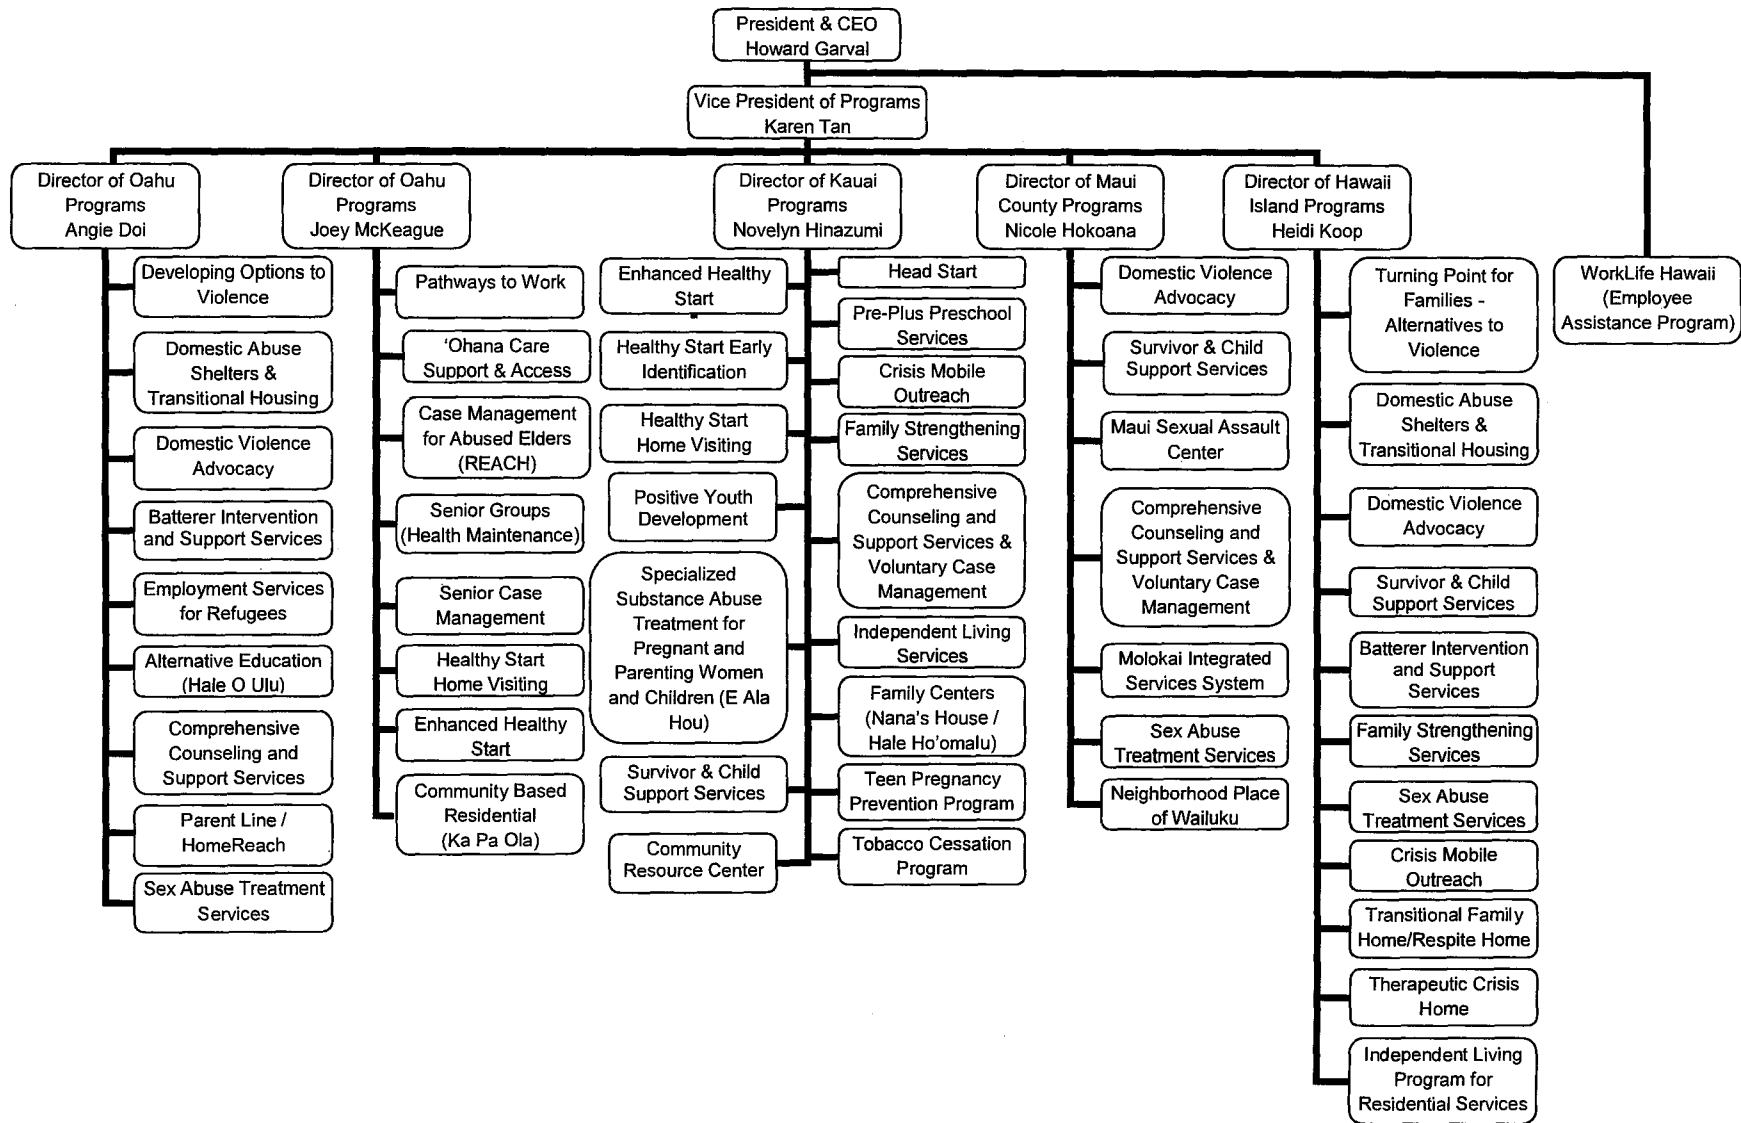 President & CEO
Howard Garval
Vice President of Programs
Karen Tan
Director of Oahu
Programs
Angie Doi
Director of Oahu
Programs
Joey McKeague
Director of Kauai
Programs
Novelyn Hinazumi
Director of Maui
County Programs
Nicole Hokoana
Director of Hawaii
Island Programs
Heidi Koop
WorkLife Hawaii
(Employee
Assistance Program)
Developing Options to
Violence
Domestic Abuse
Shelters &
Transitional Housing
Domestic Violence
Advocacy
Batterer Intervention
and Support Services
Employment Services
for Refugees
Alternative Education
(Hale O Ulu)
Comprehensive
Counseling and
Support Services
Parent Line /
HomeReach
Sex Abuse Treatment
Services
Pathways to Work
'Ohana Care
Support & Access
Case Management
for Abused Elders
(REACH)
Senior Groups
(Health Maintenance)
Senior Case
Management
Healthy Start
Home Visiting
Enhanced Healthy
Start
Community Based
Residential
(Ka Pa Ola)
Enhanced Healthy
Start
Healthy Start Early
Identification
Healthy Start
Home Visiting
Positive Youth
Development
Specialized
Substance Abuse
Treatment for
Pregnant and
Parenting Women
and Children (E Ala
Hou)
Survivor & Child
Support Services
Community
Resource Center
Head Start
Pre-Plus Preschool
Services
Crisis Mobile
Outreach
Family Strengthening
Services
Comprehensive
Counseling and
Support Services &
Voluntary Case
Management
Independent Living
Services
Family Centers
(Nana's House /
Hale Ho'omalu)
Teen Pregnancy
Prevention Program
Tobacco Cessation
Program
Domestic Violence
Advocacy
Survivor & Child
Support Services
Maui Sexual Assault
Center
Comprehensive
Counseling and
Support Services &
Voluntary Case
Management
Molokai Integrated
Services System
Sex Abuse
Treatment Services
Neighborhood Place
of Wailuku
Turning Point for
Families -
Alternatives to
Violence
Domestic Abuse
Shelters &
Transitional Housing
Domestic Violence
Advocacy
Survivor & Child
Support Services
Batterer Intervention
and Support
Services
Family Strengthening
Services
Sex Abuse
Treatment Services
Crisis Mobile
Outreach
Transitional Family
Home/Respite Home
Therapeutic Crisis
Home
Independent Living
Program for
Residential Services